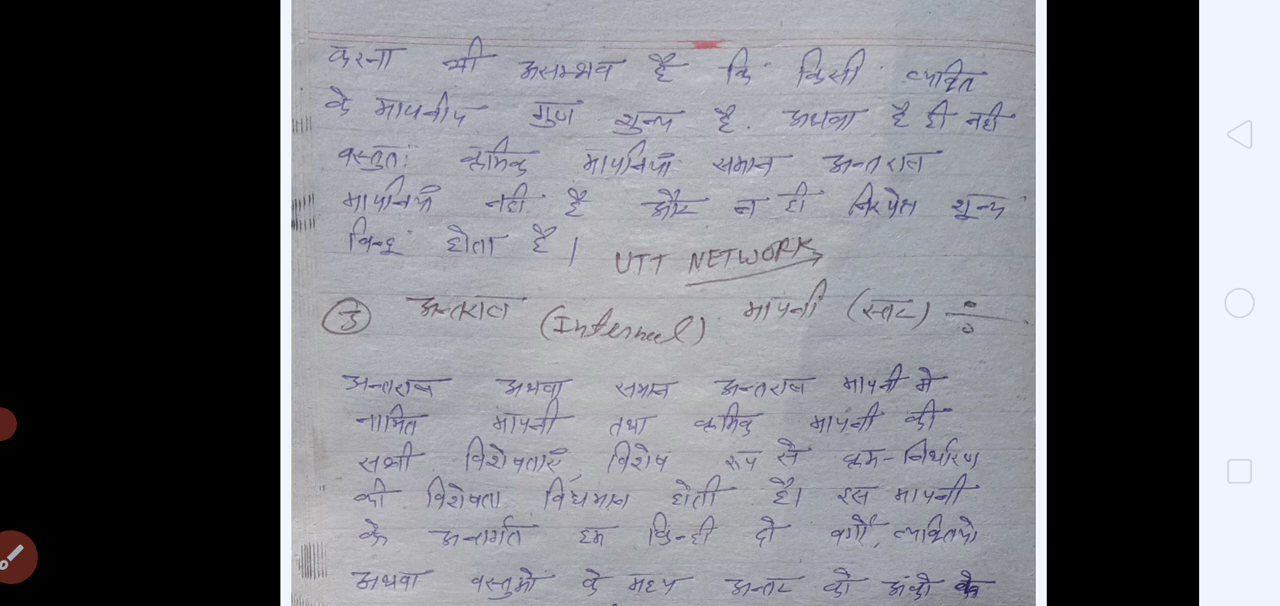 करना भी असम्भव है कि किसी व्यक्ति
के मापनीय गुण शुन्य है. अथवा है ही नही
वस्तुतः क्रमिक मापनियाँ समान अन्तराल
मापनियाँ नहीं है और न ही निरपेक्ष शून्य
बिन्दू होता है।
UTT NETWORK
③ अन्तराल (Interval) मापनी (स्तर) ÷
अन्तराल अथवा समान अन्तराल मापनी मे
नामित मापनी तथा क्रमिक मापनी की
सभी विशेषताएँ, विशेष रूप से क्रम-निर्धारण
की विशेषता विधमान होती है। इस मापनी
के अन्तर्गत हम किन्ही दो वर्गों, व्यक्तियो
अथवा वस्तुओ के मध्य अन्तर को अंको के